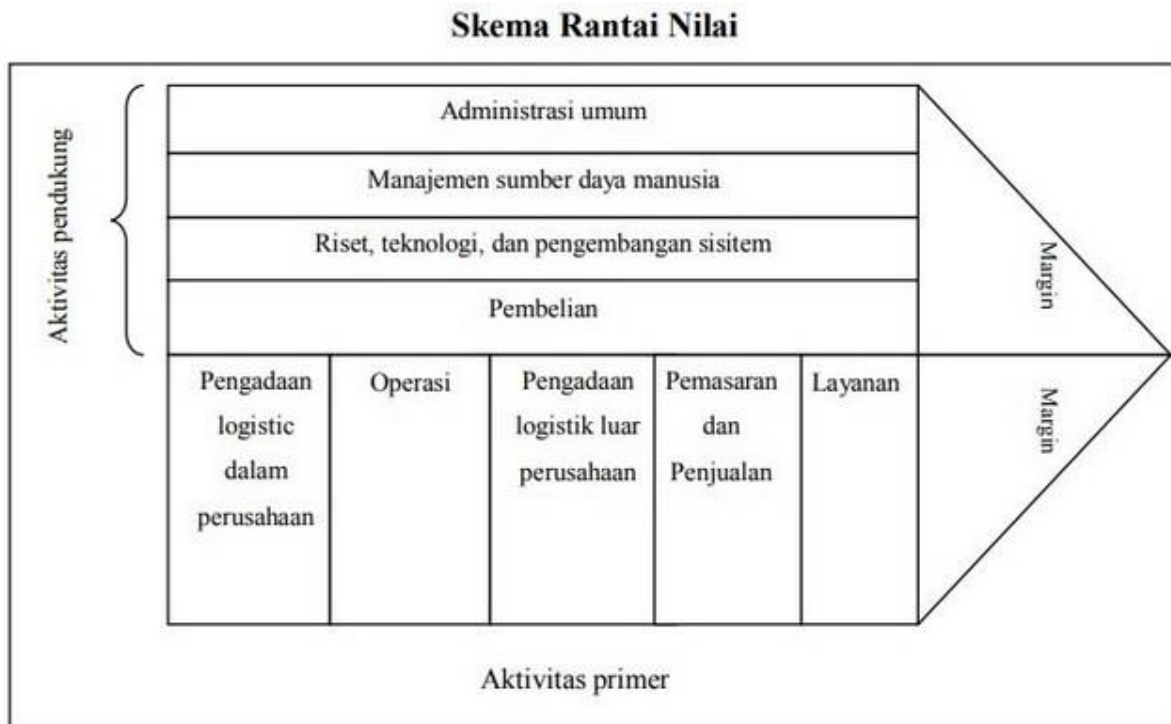 Skema Rantai Nilai
Aktivitas pendukung
Administrasi umum
Manajemen sumber daya manusia
Riset, teknologi, dan pengembangan sisitem
Pembelian
Margin
Pengadaan
logistic
dalam
perusahaan
Operasi
Pengadaan
logistik luar
perusahaan
Pemasaran
dan
Penjualan
Layanan
Margin
Aktivitas primer